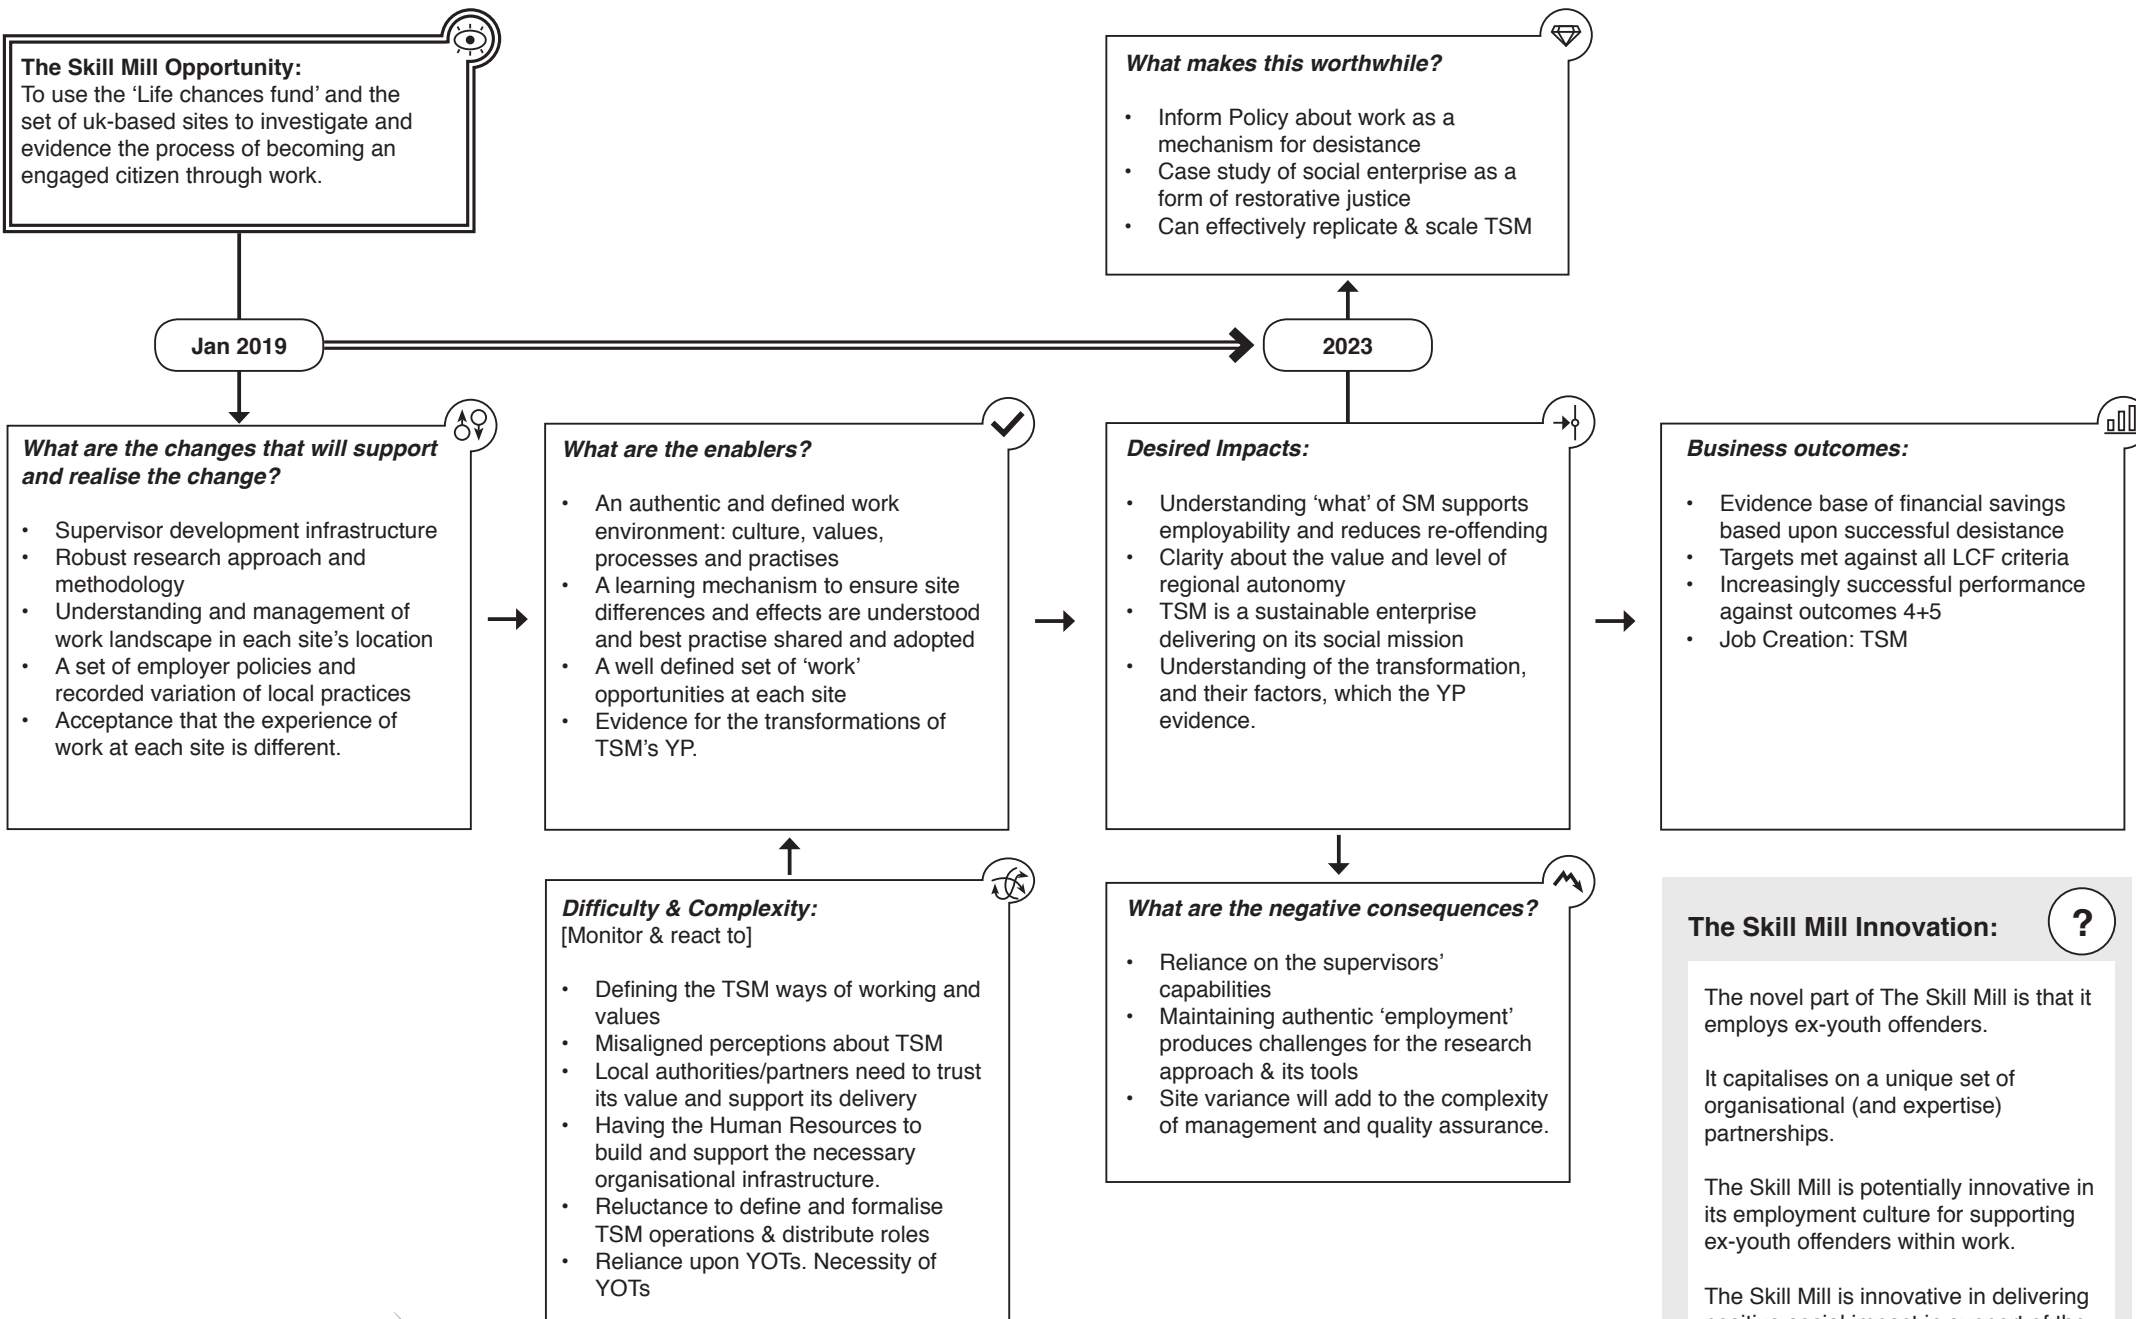 The Skill Mill Opportunity:
To use the ‘Life chances fund’ and the
set of uk-based sites to investigate and
evidence the process of becoming an
engaged citizen through work.
What makes this worthwhile?
• Inform Policy about work as a
mechanism for desistance
• Case study of social enterprise as a
form of restorative justice
• Can effectively replicate & scale TSM
Jan 2019
2023
What are the changes that will support
and realise the change?
• Supervisor development infrastructure
• Robust research approach and
methodology
• Understanding and management of
work landscape in each site’s location
• A set of employer policies and
recorded variation of local practices
• Acceptance that the experience of
work at each site is different.
What are the enablers?
• An authentic and defined work
environment: culture, values,
processes and practises
• A learning mechanism to ensure site
differences and effects are understood
and best practise shared and adopted
• A well defined set of ‘work’
opportunities at each site
• Evidence for the transformations of
TSM’s YP.
Desired Impacts:
• Understanding ‘what’ of SM supports
employability and reduces re-offending
• Clarity about the value and level of
regional autonomy
• TSM is a sustainable enterprise
delivering on its social mission
• Understanding of the transformation,
and their factors, which the YP
evidence.
Business outcomes:
• Evidence base of financial savings
based upon successful desistance
• Targets met against all LCF criteria
• Increasingly successful performance
against outcomes 4+5
• Job Creation: TSM
Difficulty & Complexity:
[Monitor & react to]
• Defining the TSM ways of working and
values
• Misaligned perceptions about TSM
• Local authorities/partners need to trust
its value and support its delivery
• Having the Human Resources to
build and support the necessary
organisational infrastructure.
• Reluctance to define and formalise
TSM operations & distribute roles
• Reliance upon YOTs. Necessity of
YOTs
What are the negative consequences?
• Reliance on the supervisors’
capabilities
• Maintaining authentic ‘employment’
produces challenges for the research
approach & its tools
• Site variance will add to the complexity
of management and quality assurance.
The Skill Mill Innovation:
?
The novel part of The Skill Mill is that it
employs ex-youth offenders.
It capitalises on a unique set of
organisational (and expertise)
partnerships.
The Skill Mill is potentially innovative in
its employment culture for supporting
ex-youth offenders within work.
The Skill Mill is innovative in delivering